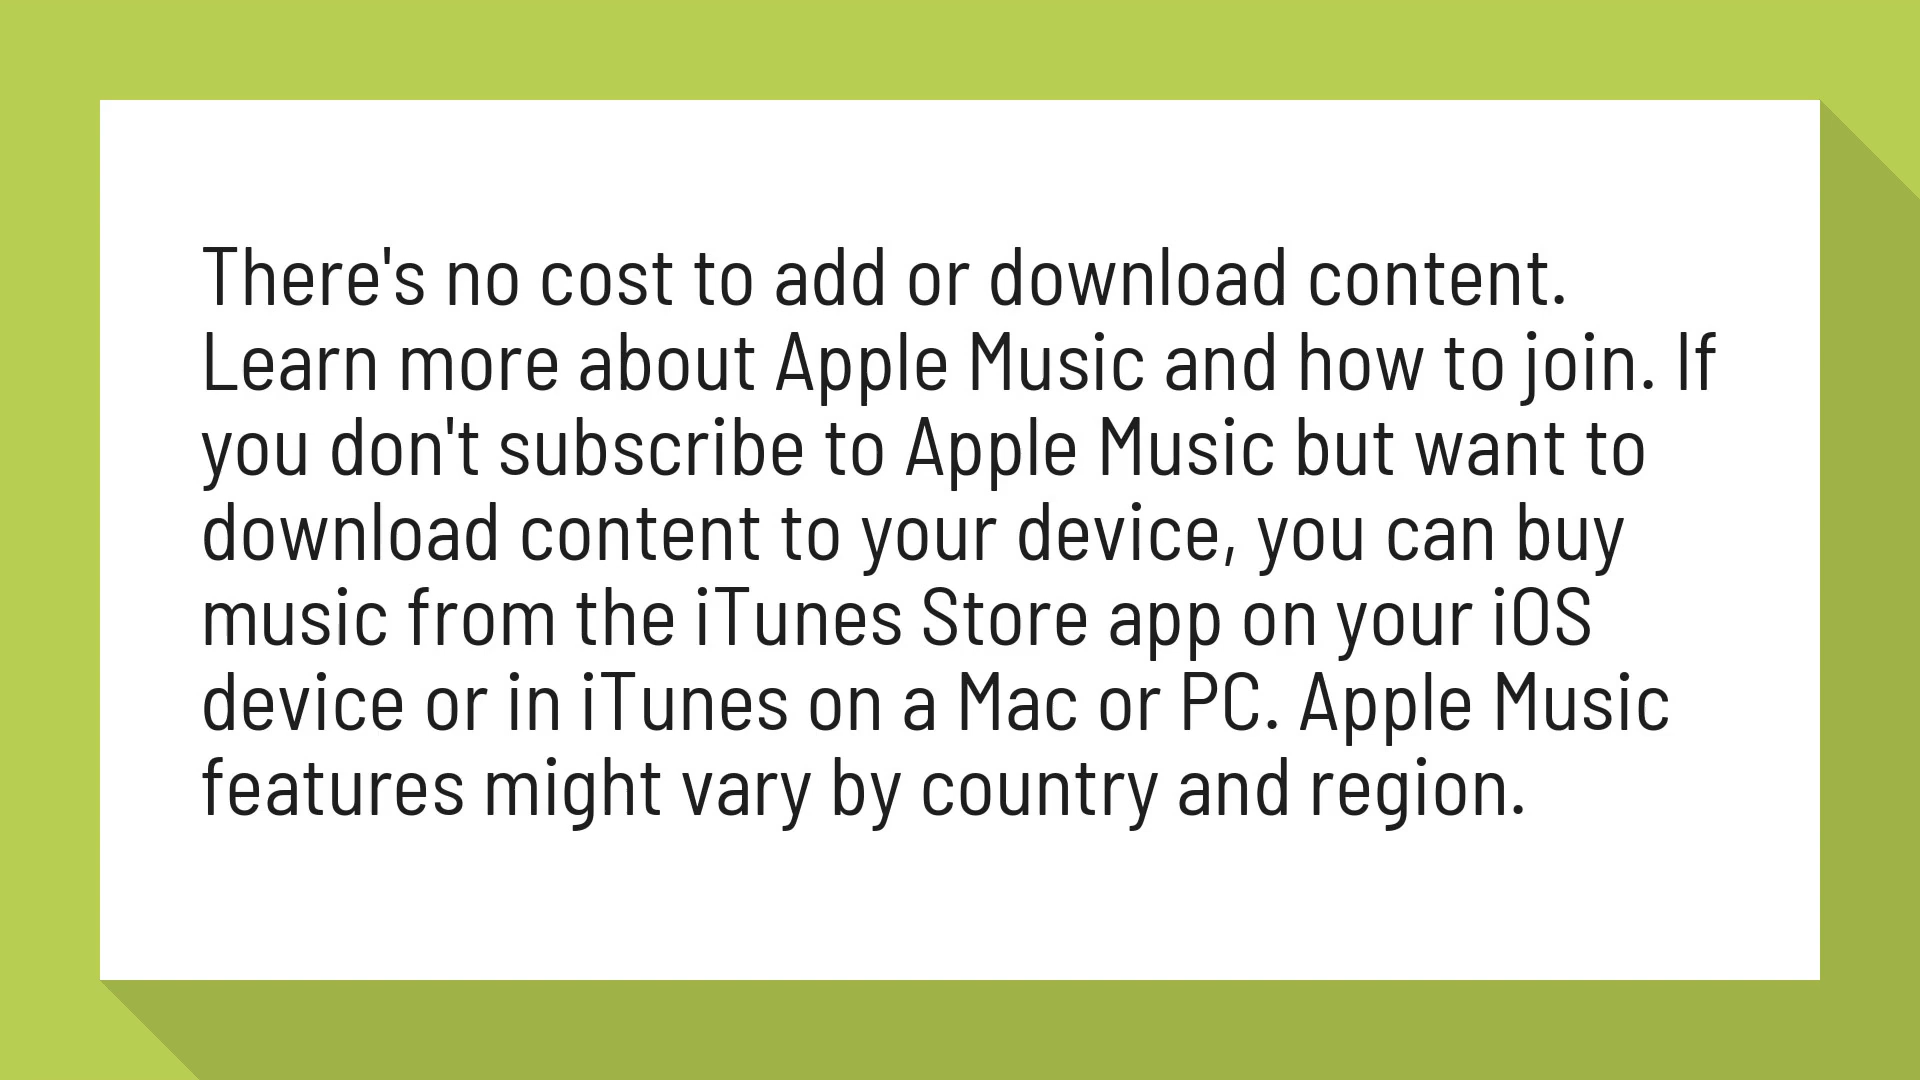 There's no cost to add or download content.
Learn more about Apple Music and how to join. If
you don't subscribe to Apple Music but want to
download content to your device, you can buy
music from the iTunes Store app on your iOS
device or in iTunes on a Mac or PC. Apple Music
features might vary by country and region.